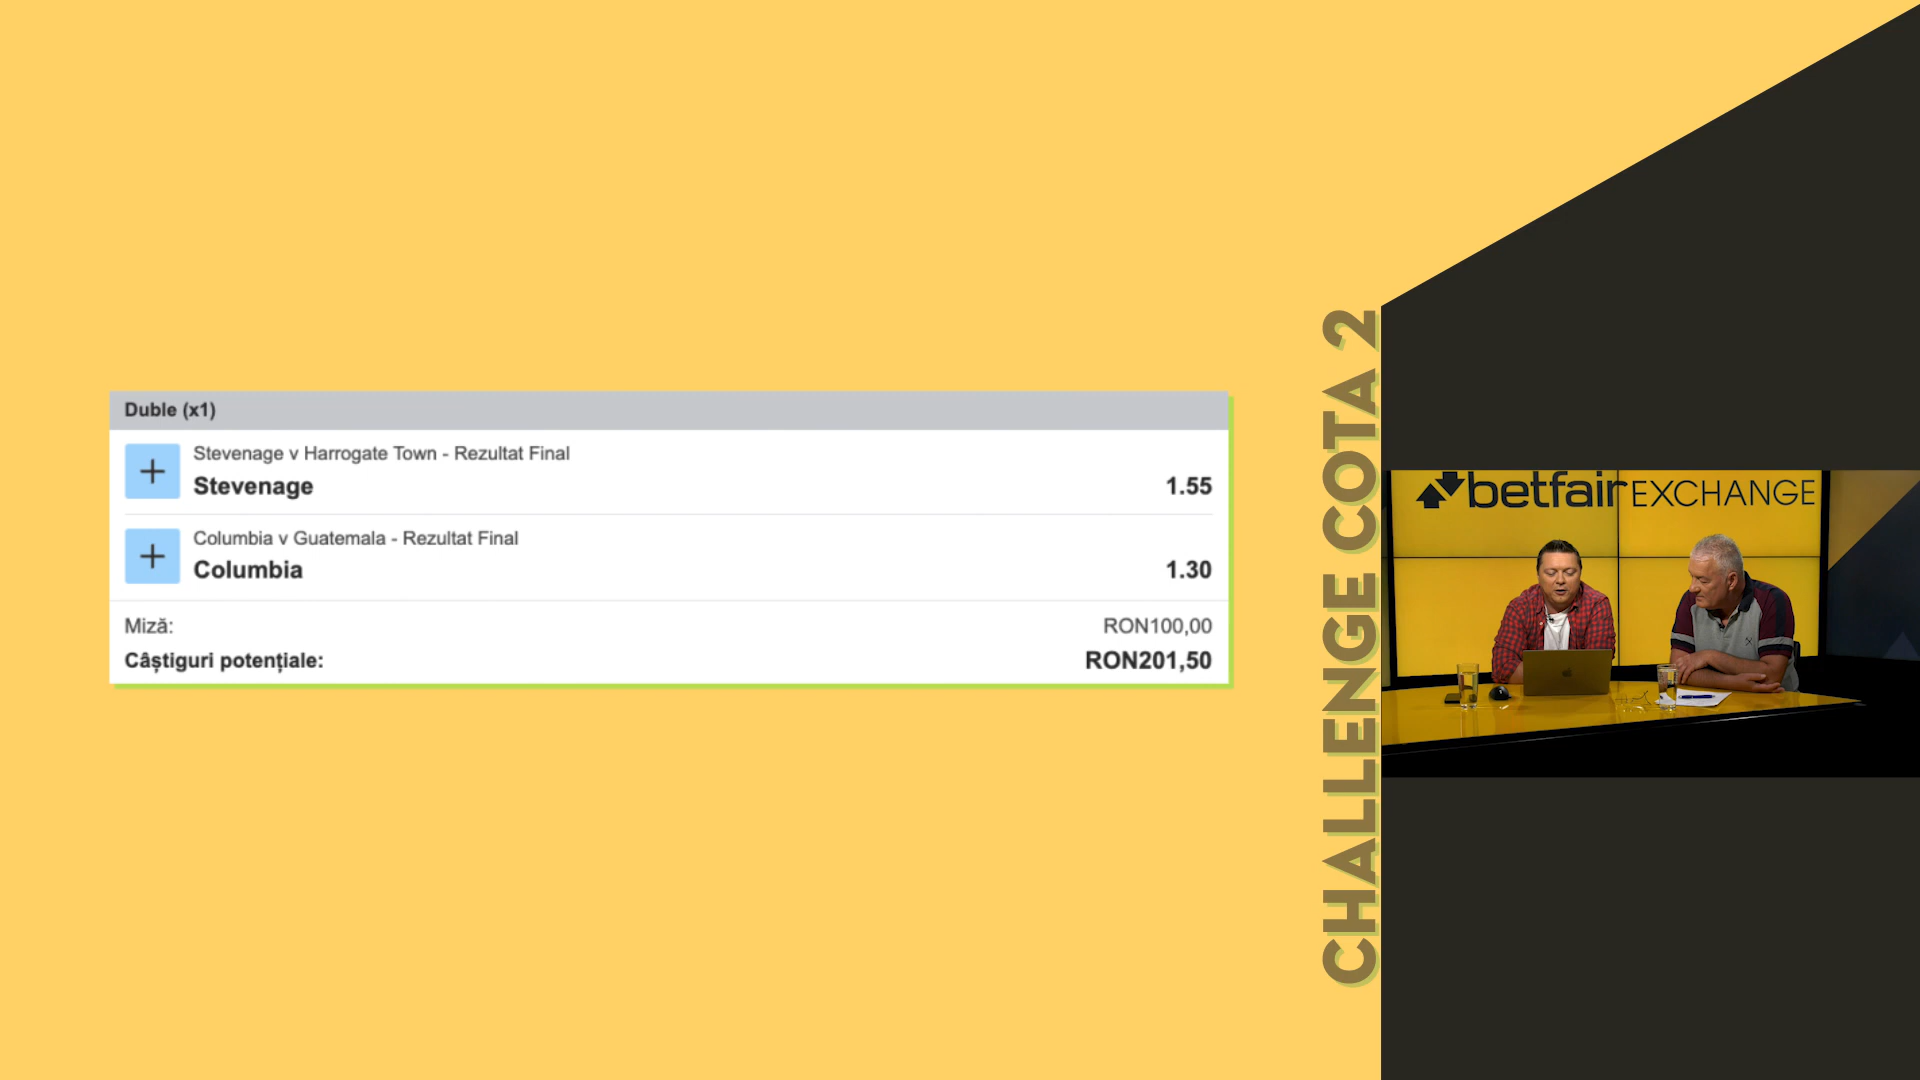 Duble (x1)
Stevenage v Harrogate Town - Rezultat Final
Stevenage 1.55
Columbia v Guatemala - Rezultat Final
Columbia 1.30
Miză: RON100,00
Câștiguri potențiale: RON201,50
CHALLENGE COTA 2
betfair EXCHANGE